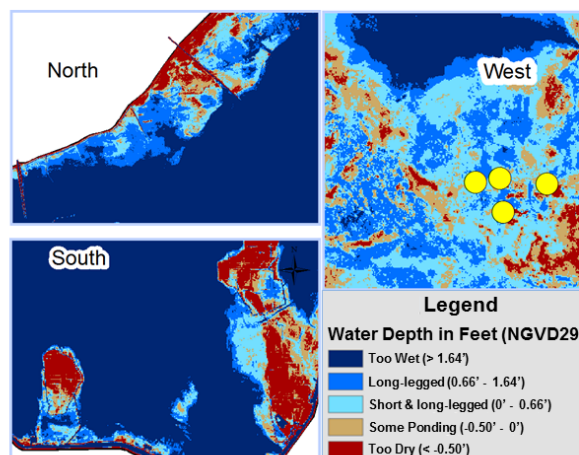 North
West
South
Legend
Water Depth in Feet (NGVD29
Too Wet (> 1.64')
Long-legged (0.66' - 1.64')
Short & long-legged (0' - 0.66')
Some Ponding (-0.50' - 0')
Too Dry (< -0.50')